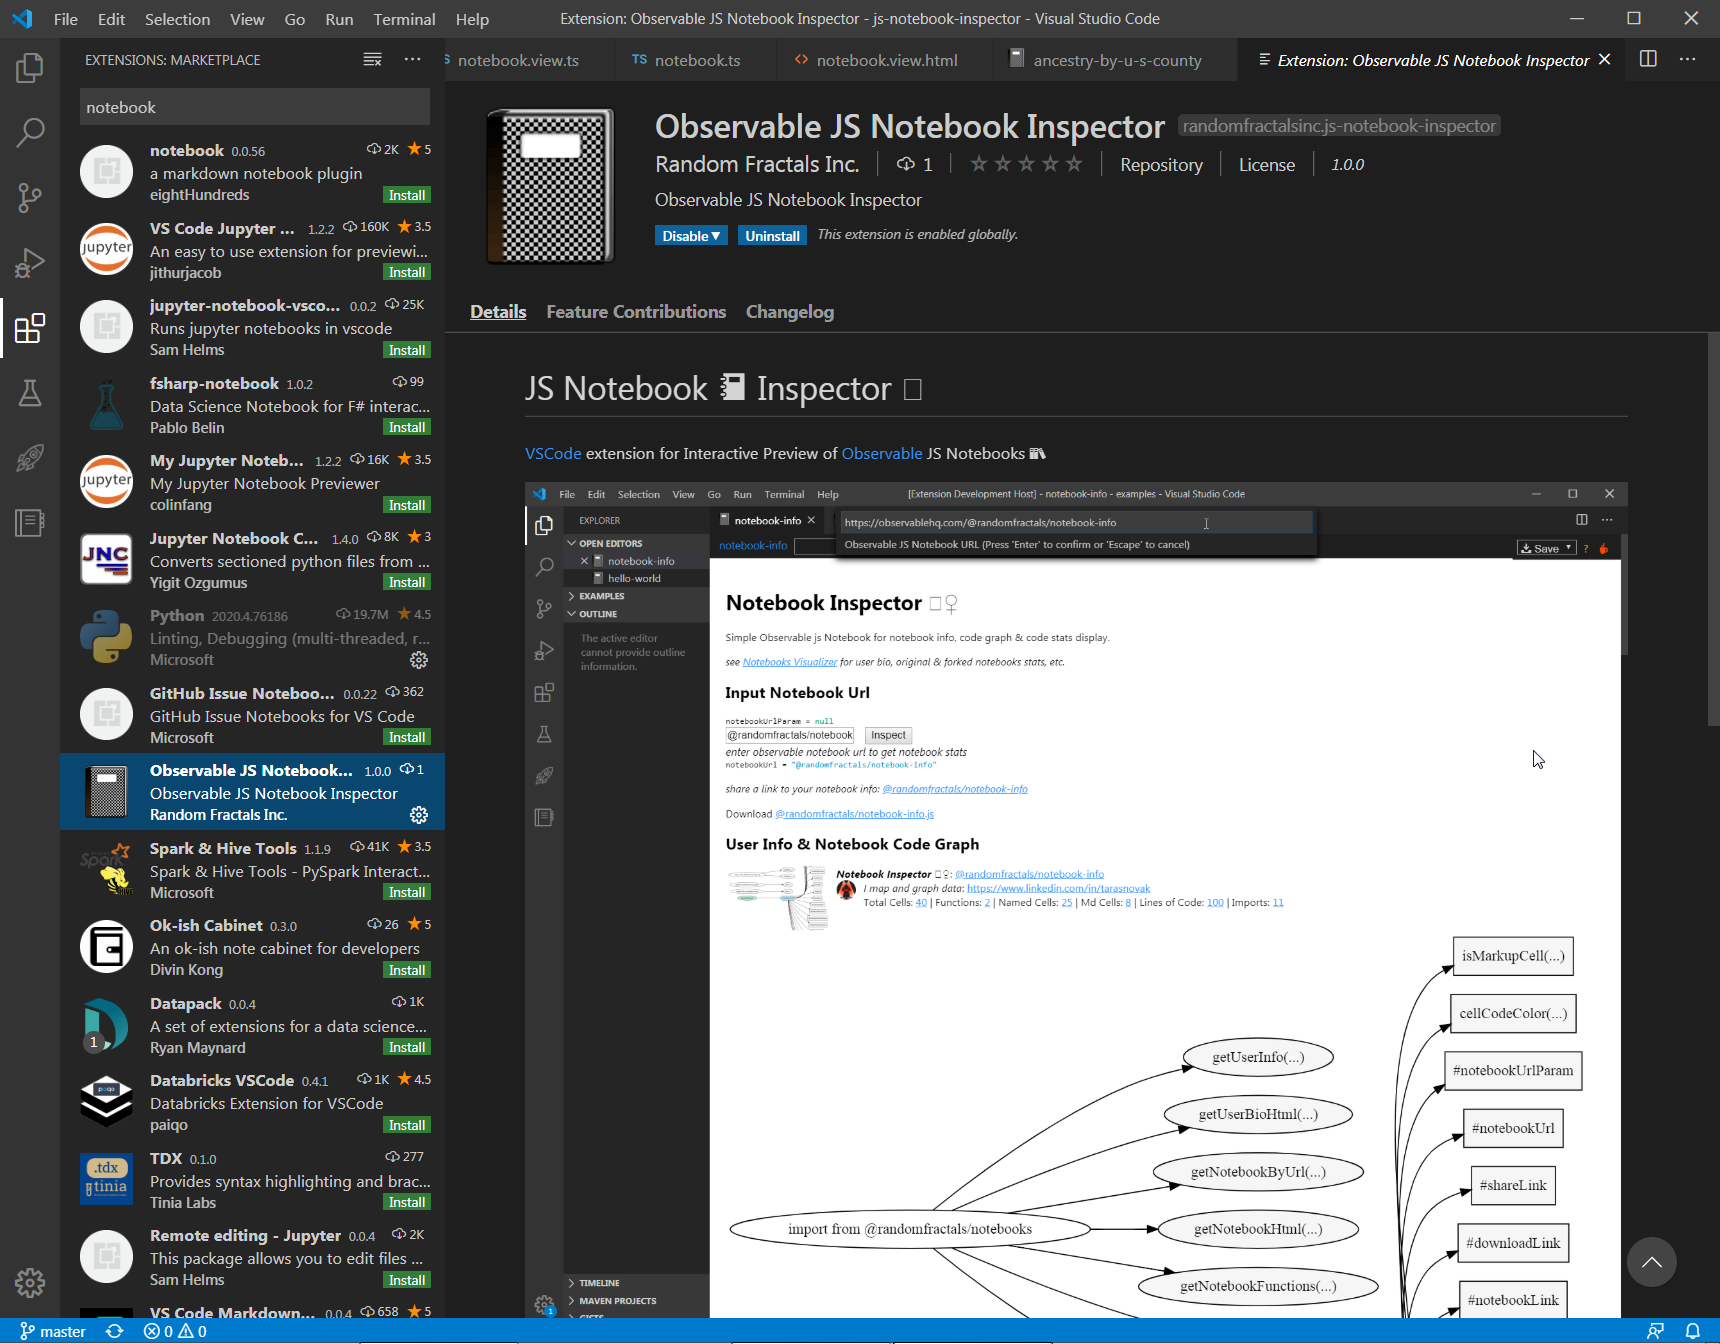 File Edit Selection View Go Run Terminal Help
Extension: Observable JS Notebook Inspector - js-notebook-inspector - Visual Studio Code
EXTENSIONS: MARKETPLACE
notebook.view.ts
TS notebook.ts
<> notebook.view.html
ancestry-by-u-s-county
Extension: Observable JS Notebook Inspector
notebook
notebook 0.0.56 2K 5
a markdown notebook plugin
eightHundreds Install
VS Code Jupyter ... 1.2.2 160K 3.5
An easy to use extension for previewi...
jithurjacob Install
jupyter-notebook-vsco... 0.0.2 25K
Runs jupyter notebooks in vscode
Sam Helms Install
fsharp-notebook 1.0.2 99
Data Science Notebook for F# interac...
Pablo Belin Install
My Jupyter Noteb... 1.2.2 16K 3.5
My Jupyter Notebook Previewer
colinfang Install
Jupyter Notebook C... 1.4.0 8K 3
Converts sectioned python files from ...
Yigit Ozgumus Install
Python 2020.4.76186 19.7M 4.5
Linting, Debugging (multi-threaded, r...
Microsoft
GitHub Issue Noteboo... 0.0.22 362
GitHub Issue Notebooks for VS Code
Microsoft Install
Observable JS Notebook... 1.0.0 1
Observable JS Notebook Inspector
Random Fractals Inc.
Spark & Hive Tools 1.1.9 41K 3.5
Spark & Hive Tools - PySpark Interact...
Microsoft Install
Ok-ish Cabinet 0.3.0 26 5
An ok-ish note cabinet for developers
Divin Kong Install
Datapack 0.0.4 1K
A set of extensions for a data science...
Ryan Maynard Install
1
Databricks VSCode 0.4.1 1K 4.5
Databricks Extension for VSCode
paiqo Install
TDX 0.1.0 277
Provides syntax highlighting and brac...
Tinia Labs Install
Remote editing - Jupyter 0.0.4 2K
This package allows you to edit files ...
Sam Helms Install
VS Code Markdown... 0.0.4 658 5
jupyter
jupyter
JNC
Spark
paiqo
.tdx
tinia
Observable JS Notebook Inspector randomfractalsinc.js-notebook-inspector
Random Fractals Inc. 1 Repository License 1.0.0
Observable JS Notebook Inspector
Disable Uninstall This extension is enabled globally.
Details Feature Contributions Changelog
JS Notebook Inspector
VSCode extension for Interactive Preview of Observable JS Notebooks
File Edit Selection View Go Run Terminal Help
[Extension Development Host] - notebook-info - examples - Visual Studio Code
EXPLORER
OPEN EDITORS
notebook-info
hello-world
EXAMPLES
OUTLINE
The active editor
cannot provide outline
information.
TIMELINE
MAVEN PROJECTS
1
notebook-info
https://observablehq.com/@randomfractals/notebook-info
Observable JS Notebook URL (Press 'Enter' to confirm or 'Escape' to cancel)
notebook-info
Save ?
Notebook Inspector
Simple Observable js Notebook for notebook info, code graph & code stats display.
see Notebooks Visualizer for user bio, original & forked notebooks stats, etc.
Input Notebook Url
notebookUrlParam = null
@randomfractals/notebook Inspect
enter observable notebook url to get notebook stats
notebookUrl = "@randomfractals/notebook-info"
share a link to your notebook info: @randomfractals/notebook-info
Download @randomfractals/notebook-info.js
User Info & Notebook Code Graph
Notebook Inspector : @randomfractals/notebook-info
I map and graph data: https://www.linkedin.com/in/tarasnovak
Total Cells: 40 | Functions: 2 | Named Cells: 25 | Md Cells: 8 | Lines of Code: 100 | Imports: 11
isMarkupCell(...)
cellCodeColor(...)
getUserInfo(...)
#notebookUrlParam
getUserBioHtml(...)
#notebookUrl
getNotebookByUrl(...)
#shareLink
import from @randomfractals/notebooks
getNotebookHtml(...)
#downloadLink
getNotebookFunctions(...)
#notebookLink
master 0 0